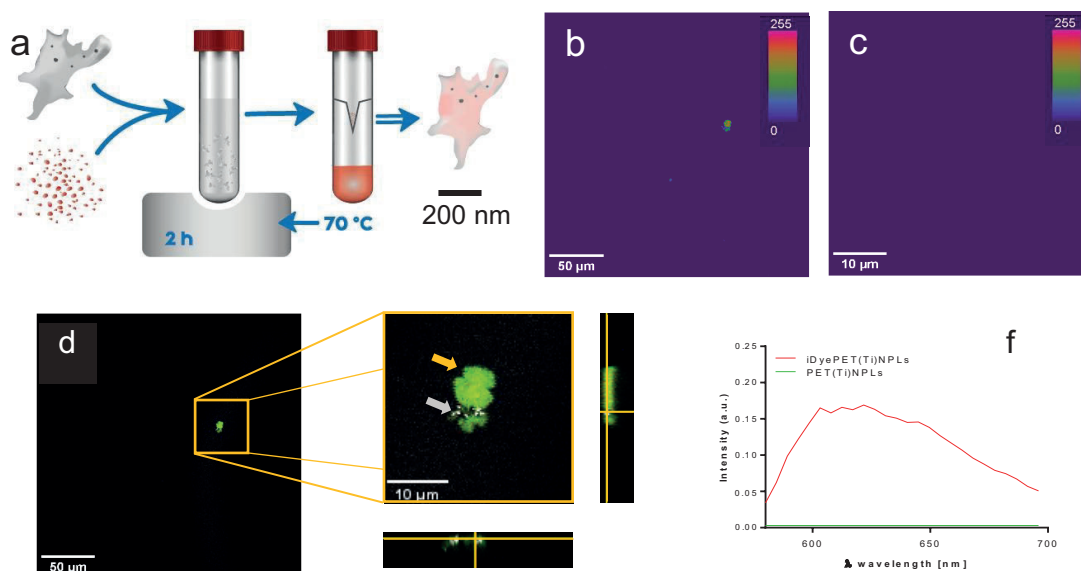 a
2 h
70 °C
200 nm
b
255
0
50 µm
c
255
0
10 µm
d
50 µm
10 µm
f
iDyePET(Ti)NPLs
PET(Ti)NPLs
Intensity (a.u.)
0.25
0.20
0.15
0.10
0.05
0.00
600
650
700
λ wavelength [nm]